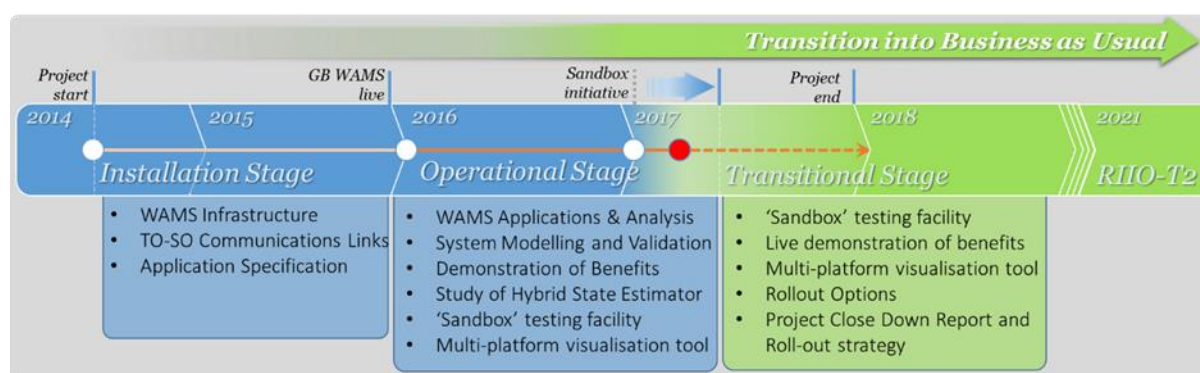 Transition into Business as Usual
Project
start
GB WAMS
live
Sandbox
initiative
Project
end
2014
2015
2016
2017
2018
2021
Installation Stage
Operational Stage
Transitional Stage
RIIO-T2
• WAMS Infrastructure
• TO-SO Communications Links
• Application Specification
• WAMS Applications & Analysis
• System Modelling and Validation
• Demonstration of Benefits
• Study of Hybrid State Estimator
• ‘Sandbox’ testing facility
• Multi-platform visualisation tool
• ‘Sandbox’ testing facility
• Live demonstration of benefits
• Multi-platform visualisation tool
• Rollout Options
• Project Close Down Report and
Roll-out strategy